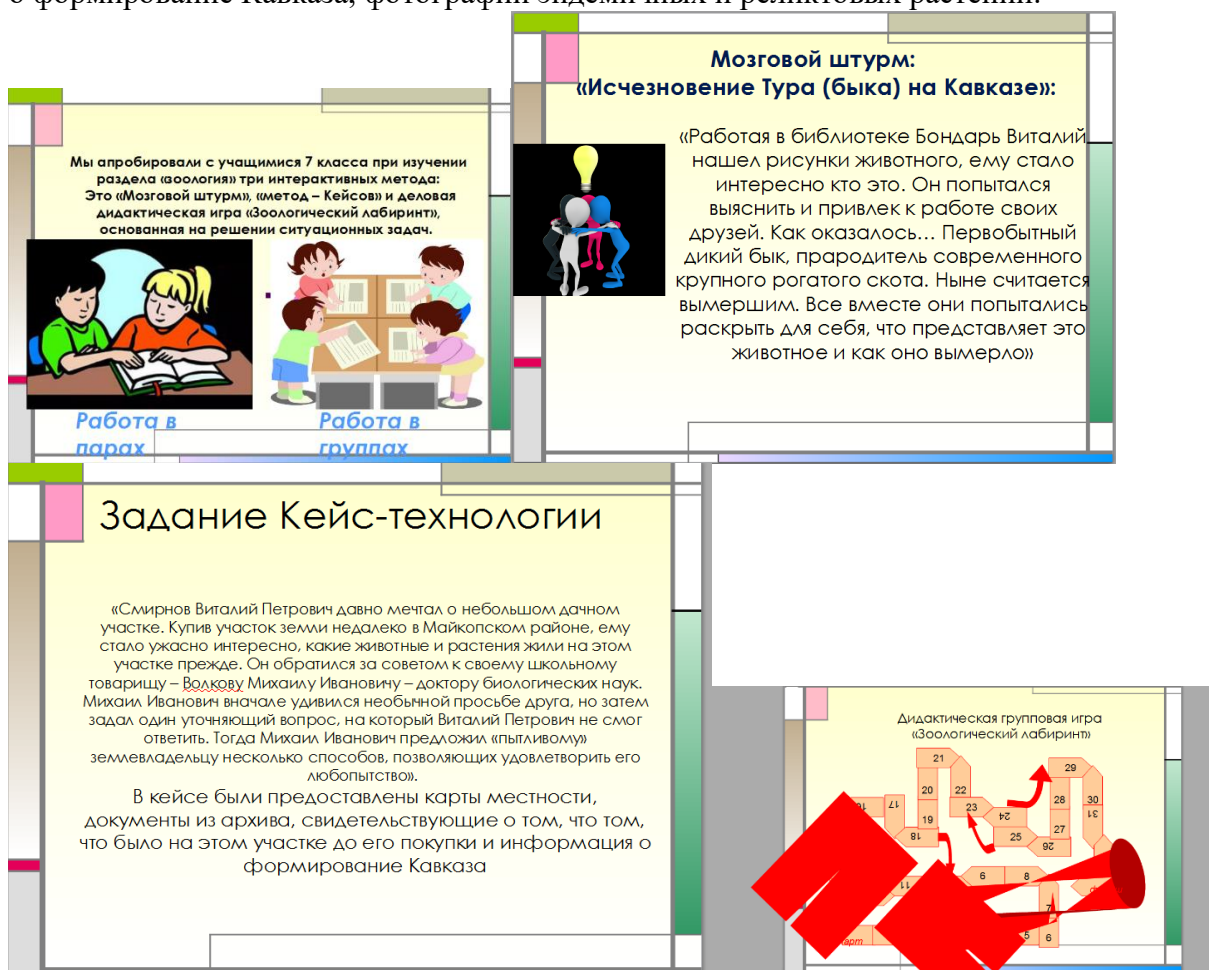 о формирование Кавказа, фотографии эндемичных и реликтовых растений.
Мы апробировали с учащимися 7 класса при изучении
раздела «зоология» три интерактивных метода:
Это «Мозговой штурм», «метод – Кейсов» и деловая
дидактическая игра «Зоологический лабиринт»,
основанная на решении ситуационных задач.
Работа в
парах
Работа в
группах
Мозговой штурм:
«Исчезновение Тура (быка) на Кавказе»:
«Работая в библиотеке Бондарь Виталий
нашел рисунки животного, ему стало
интересно кто это. Он попытался
выяснить и привлек к работе своих
друзей. Как оказалось… Первобытный
дикий бык, прародитель современного
крупного рогатого скота. Ныне считается
вымершим. Все вместе они попытались
раскрыть для себя, что представляет это
животное и как оно вымерло»
Задание Кейс-технологии
«Смирнов Виталий Петрович давно мечтал о небольшом дачном
участке. Купив участок земли недалеко в Майкопском районе, ему
стало ужасно интересно, какие животные и растения жили на этом
участке прежде. Он обратился за советом к своему школьному
товарищу – Волкову Михаилу Ивановичу – доктору биологических наук.
Михаил Иванович вначале удивился необычной просьбе друга, но затем
задал один уточняющий вопрос, на который Виталий Петрович не смог
ответить. Тогда Михаил Иванович предложил «пытливому»
землевладельцу несколько способов, позволяющих удовлетворить его
любопытство».
В кейсе были предоставлены карты местности,
документы из архива, свидетельствующие о том, что том,
что было на этом участке до его покупки и информация о
формирование Кавказа
Дидактическая групповая игра
«Зоологический лабиринт»
21
29
20
22
28
30
17
23
24
31
19
18
25
27
26
11
6
8
7
5
6